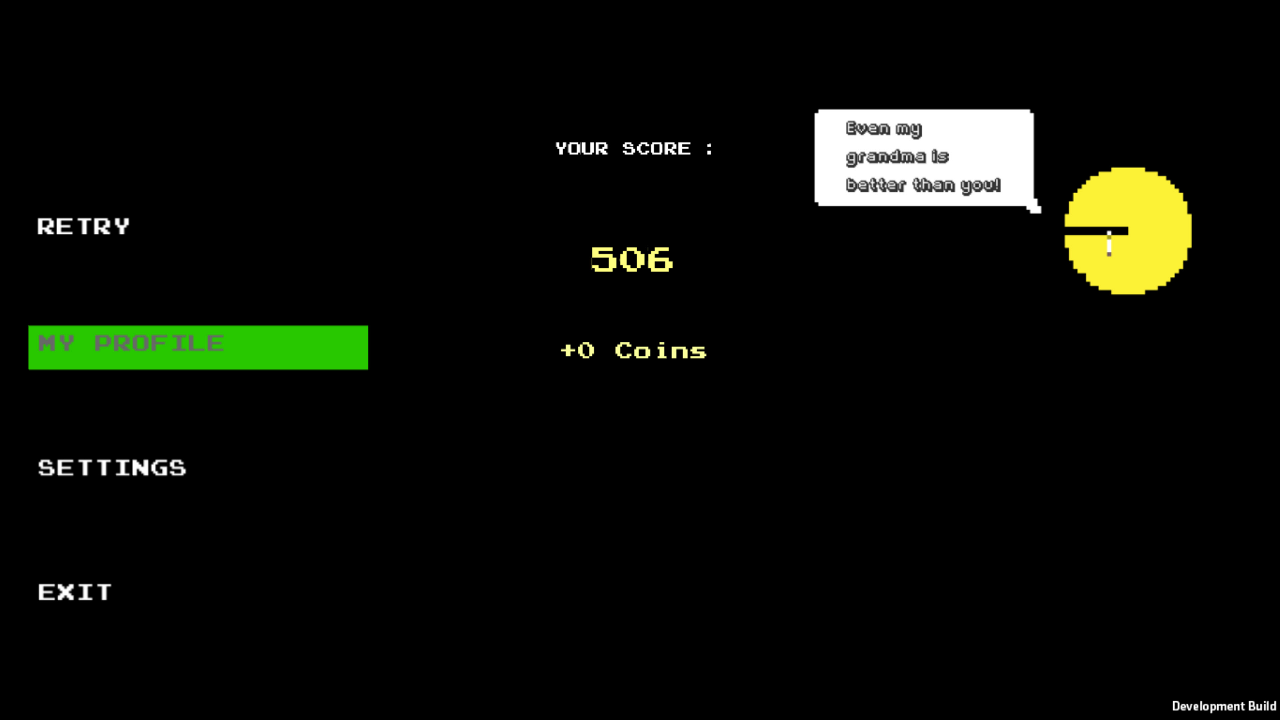 YOUR SCORE :
506
+0 Coins
RETRY
MY PROFILE
SETTINGS
EXIT
Even my
grandma is
better than you!
Development Build